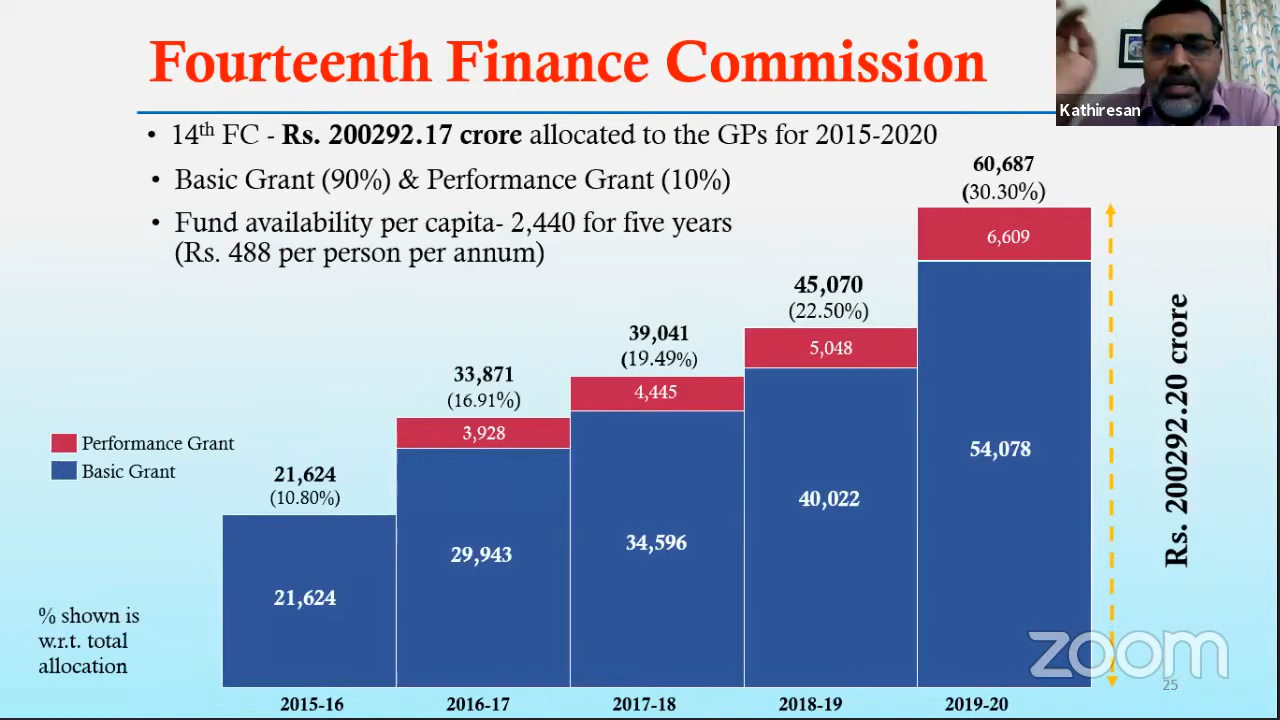 Fourteenth Finance Commission
Kathiresan
• 14th FC - Rs. 200292.17 crore allocated to the GPs for 2015-2020
• Basic Grant (90%) & Performance Grant (10%)
• Fund availability per capita- 2,440 for five years
(Rs. 488 per person per annum)
60,687
(30.30%)
6,609
54,078
45,070
(22.50%)
5,048
40,022
39,041
(19.49%)
4,445
34,596
33,871
(16.91%)
3,928
29,943
21,624
(10.80%)
21,624
Performance Grant
Basic Grant
Rs. 200292.20 crore
% shown is
w.r.t. total
allocation
zoom
25
2015-16 2016-17 2017-18 2018-19 2019-20